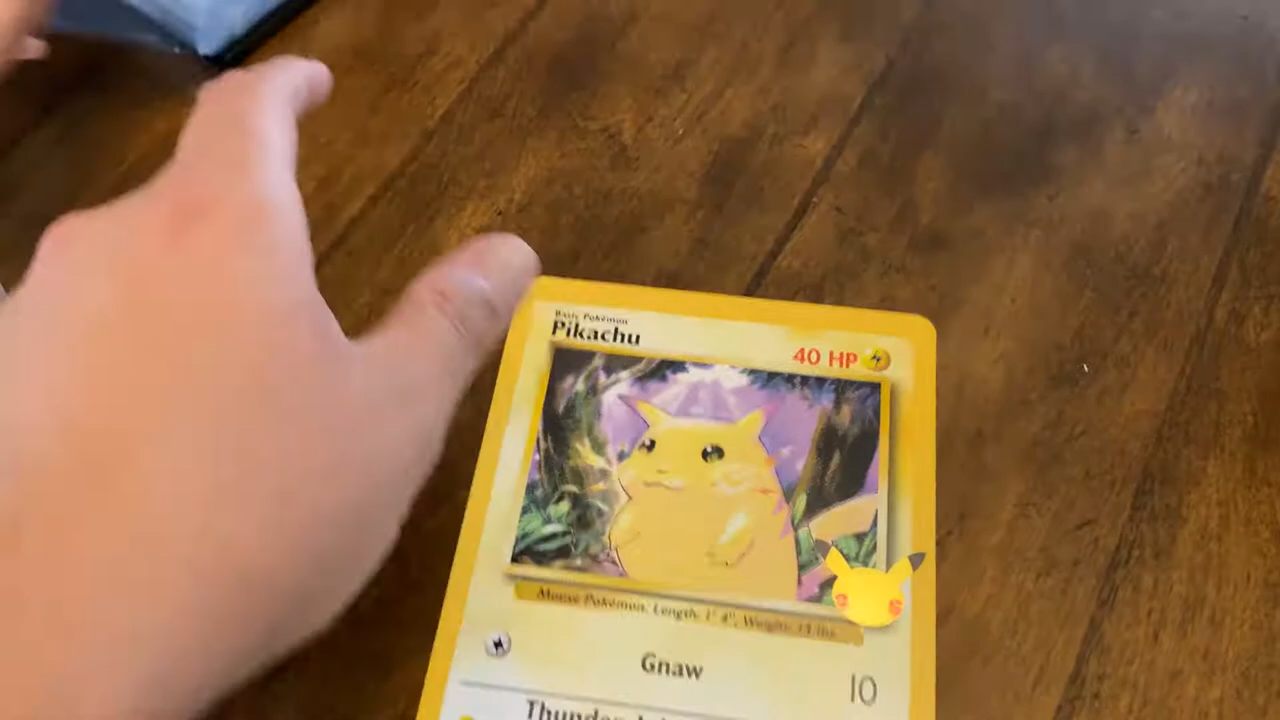 Basic Pokémon
Pikachu
40 HP
Mouse Pokémon. Length: 1' 4", Weight: 13 lbs.
Gnaw
10